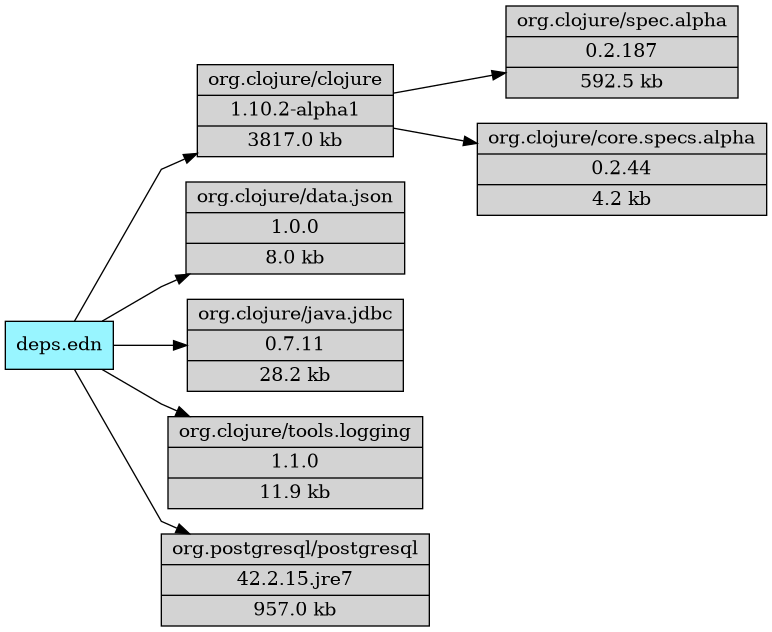 deps.edn
org.clojure/clojure
1.10.2-alpha1
3817.0 kb
org.clojure/spec.alpha
0.2.187
592.5 kb
org.clojure/core.specs.alpha
0.2.44
4.2 kb
org.clojure/data.json
1.0.0
8.0 kb
org.clojure/java.jdbc
0.7.11
28.2 kb
org.clojure/tools.logging
1.1.0
11.9 kb
org.postgresql/postgresql
42.2.15.jre7
957.0 kb